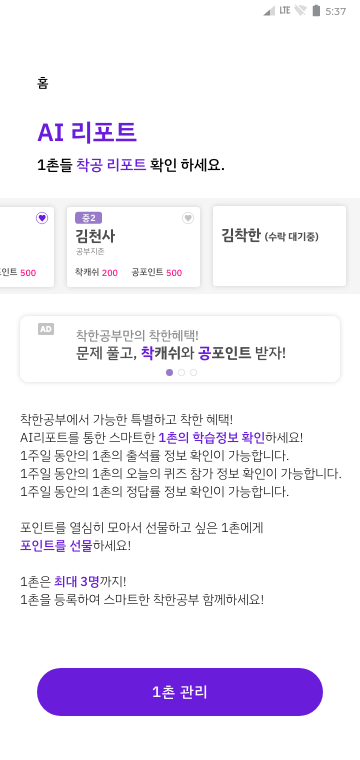 LTE 5:37
홈
AI 리포트
1촌들 착공 리포트 확인 하세요.
인트 500
중2
김천사
공부지존
착캐쉬 200 공포인트 500
김착한 (수락 대기중)
AD
착한공부만의 착한혜택!
문제 풀고, 착캐쉬와 공포인트 받자!
착한공부에서 가능한 특별하고 착한 혜택!
AI리포트를 통한 스마트한 1촌의 학습정보 확인하세요!
1주일 동안의 1촌의 출석률 정보 확인이 가능합니다.
1주일 동안의 1촌의 오늘의 퀴즈 참가 정보 확인이 가능합니다.
1주일 동안의 1촌의 정답률 정보 확인이 가능합니다.
포인트를 열심히 모아서 선물하고 싶은 1촌에게
포인트를 선물하세요!
1촌은 최대 3명까지!
1촌을 등록하여 스마트한 착한공부 함께하세요!
1촌 관리